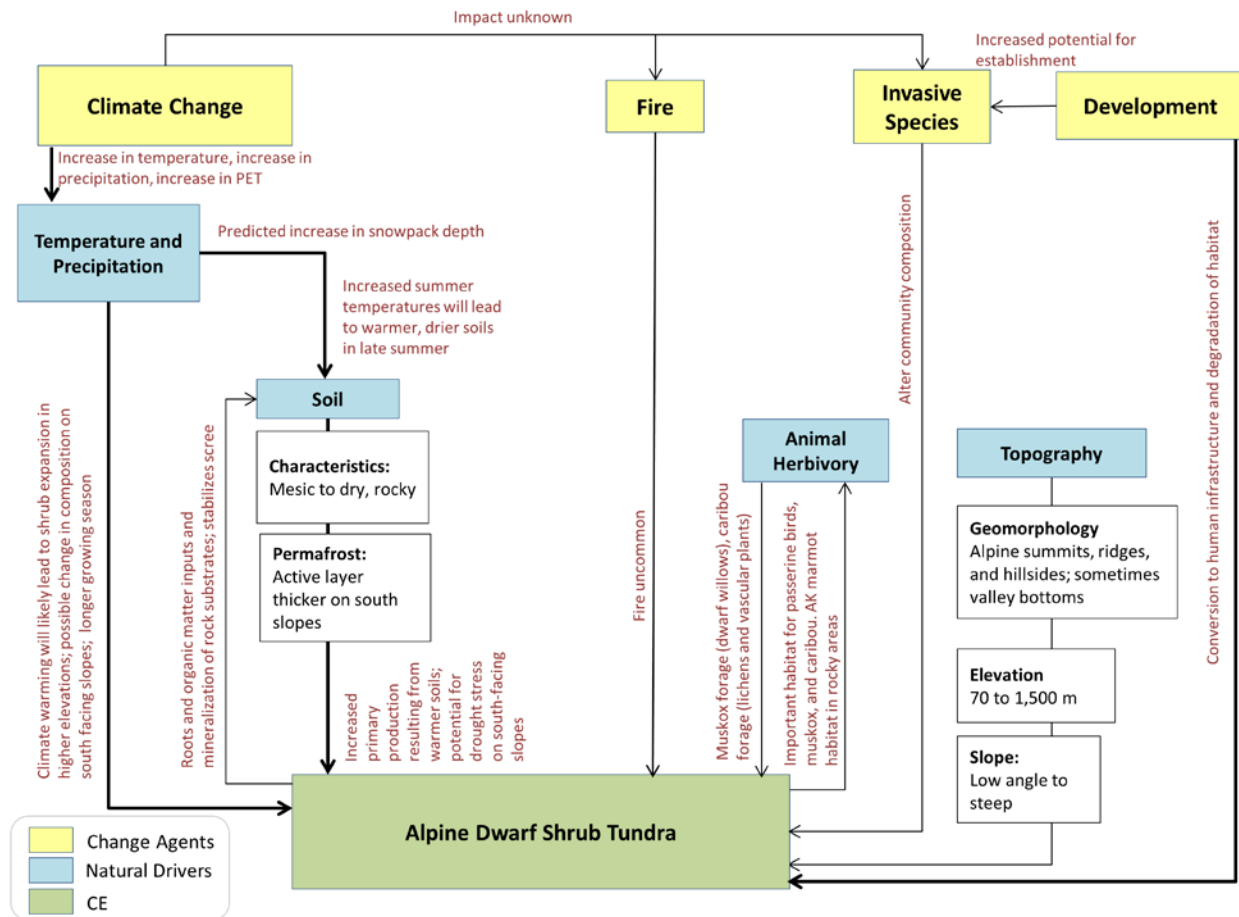 Impact unknown
Increased potential for
establishment
Climate Change
Fire
Invasive
Species
Development
Increase in temperature, increase in
precipitation, increase in PET
Temperature and
Precipitation
Predicted increase in snowpack depth
Increased summer
temperatures will lead
to warmer, drier soils
in late summer
Soil
Characteristics:
Mesic to dry, rocky
Permafrost:
Active layer
thicker on south
slopes
Climate warming will likely lead to shrub expansion in
higher elevations; possible change in composition on
south facing slopes; longer growing season
Roots and organic matter inputs and
mineralization of rock substrates; stabilizes scree
Increased
primary
production
resulting from
warmer soils;
potential for
drought stress
on south-facing
slopes
Fire uncommon
Animal
Herbivory
Muskox forage (dwarf willows), caribou
forage (lichens and vascular plants)
Important habitat for passerine birds,
muskox, and caribou. AK marmot
habitat in rocky areas
Alter community composition
Topography
Geomorphology
Alpine summits, ridges,
and hillsides; sometimes
valley bottoms
Elevation
70 to 1,500 m
Slope:
Low angle to
steep
Conversion to human infrastructure and degradation of habitat
Alpine Dwarf Shrub Tundra
Change Agents
Natural Drivers
CE